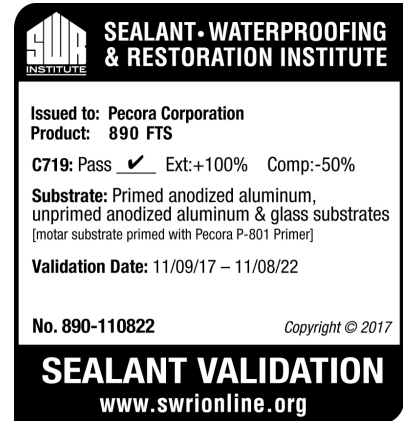 SWR
INSTITUTE
SEALANT • WATERPROOFING
& RESTORATION INSTITUTE
Issued to: Pecora Corporation
Product: 890 FTS
C719: Pass ✔ Ext:+100% Comp:-50%
Substrate: Primed anodized aluminum,
unprimed anodized aluminum & glass substrates
[motar substrate primed with Pecora P-801 Primer]
Validation Date: 11/09/17 – 11/08/22
No. 890-110822 Copyright © 2017
SEALANT VALIDATION
www.swrionline.org